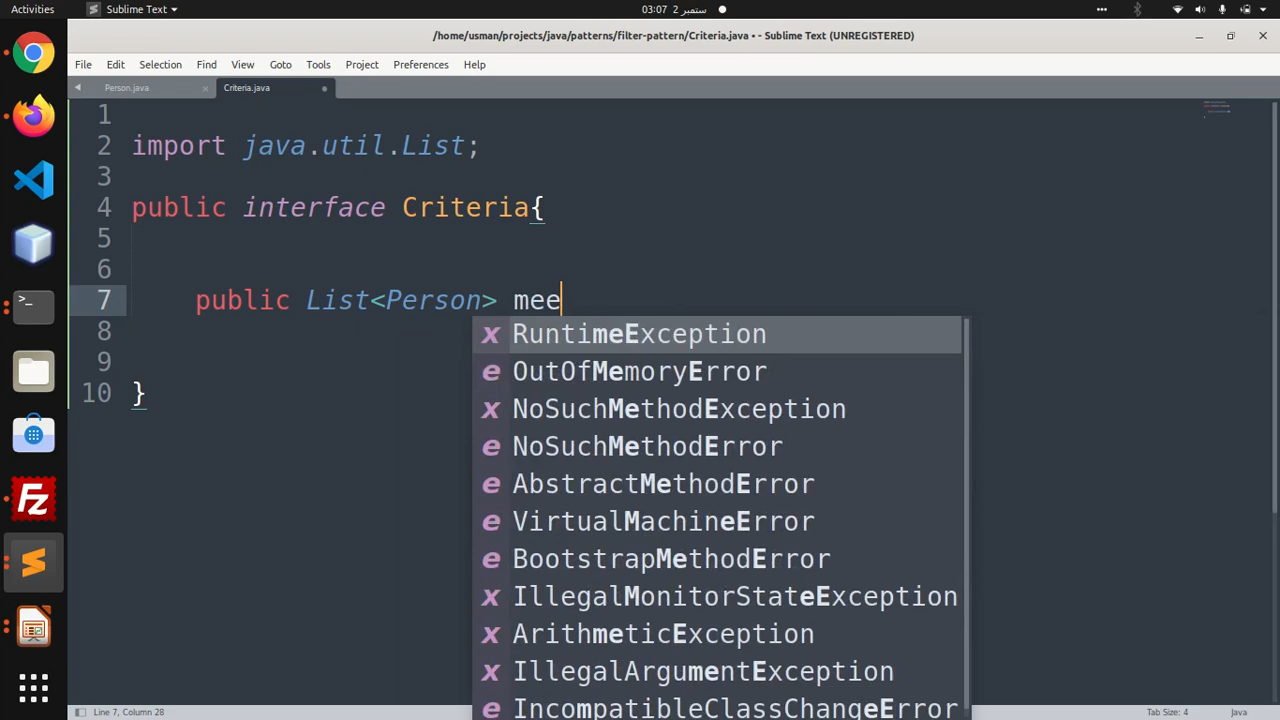 Activities
Sublime Text
03:07 2 ستمبر
/home/usman/projects/java/patterns/filter-pattern/Criteria.java • - Sublime Text (UNREGISTERED)
File Edit Selection Find View Goto Tools Project Preferences Help
Person.java
Criteria.java
1
2 import java.util.List;
3
4 public interface Criteria{
5
6
7 public List<Person> mee
8
9
10 }
x RuntimeException
e OutOfMemoryError
x NoSuchMethodException
e NoSuchMethodError
e AbstractMethodError
e VirtualMachineError
e BootstrapMethodError
x IllegalMonitorStateException
x ArithmeticException
x IllegalArgumentException
e IncompatibleClassChangeError
Line 7, Column 28
Tab Size: 4
Java